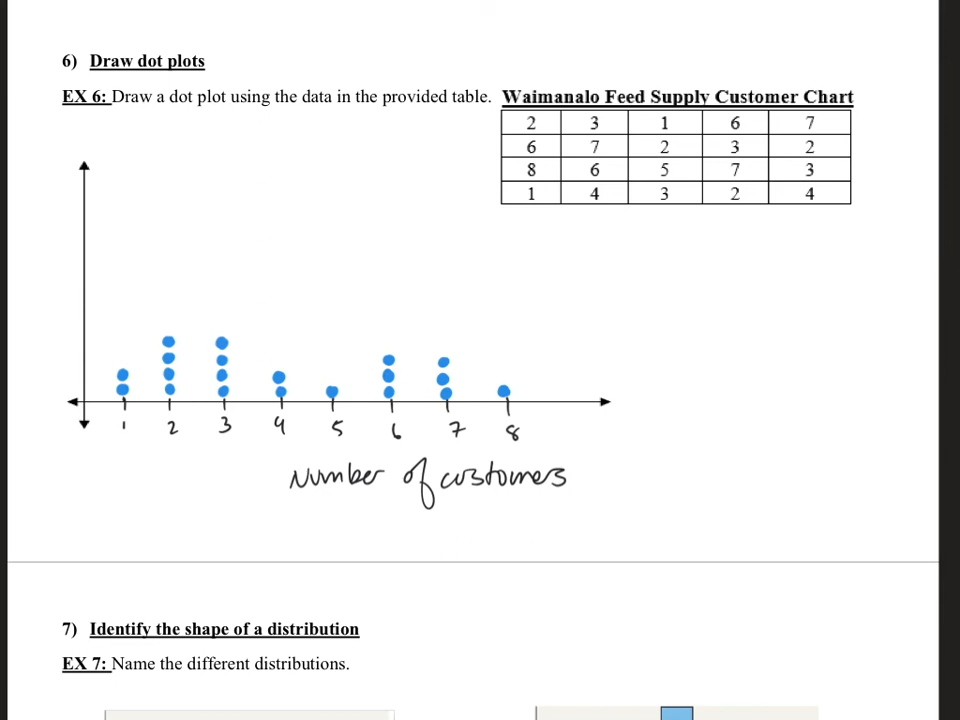 6) Draw dot plots
EX 6: Draw a dot plot using the data in the provided table. Waimanalo Feed Supply Customer Chart
2 3 1 6 7
6 7 2 3 2
8 6 5 7 3
1 4 3 2 4
1 2 3 4 5 6 7 8
Number of customers
7) Identify the shape of a distribution
EX 7: Name the different distributions.